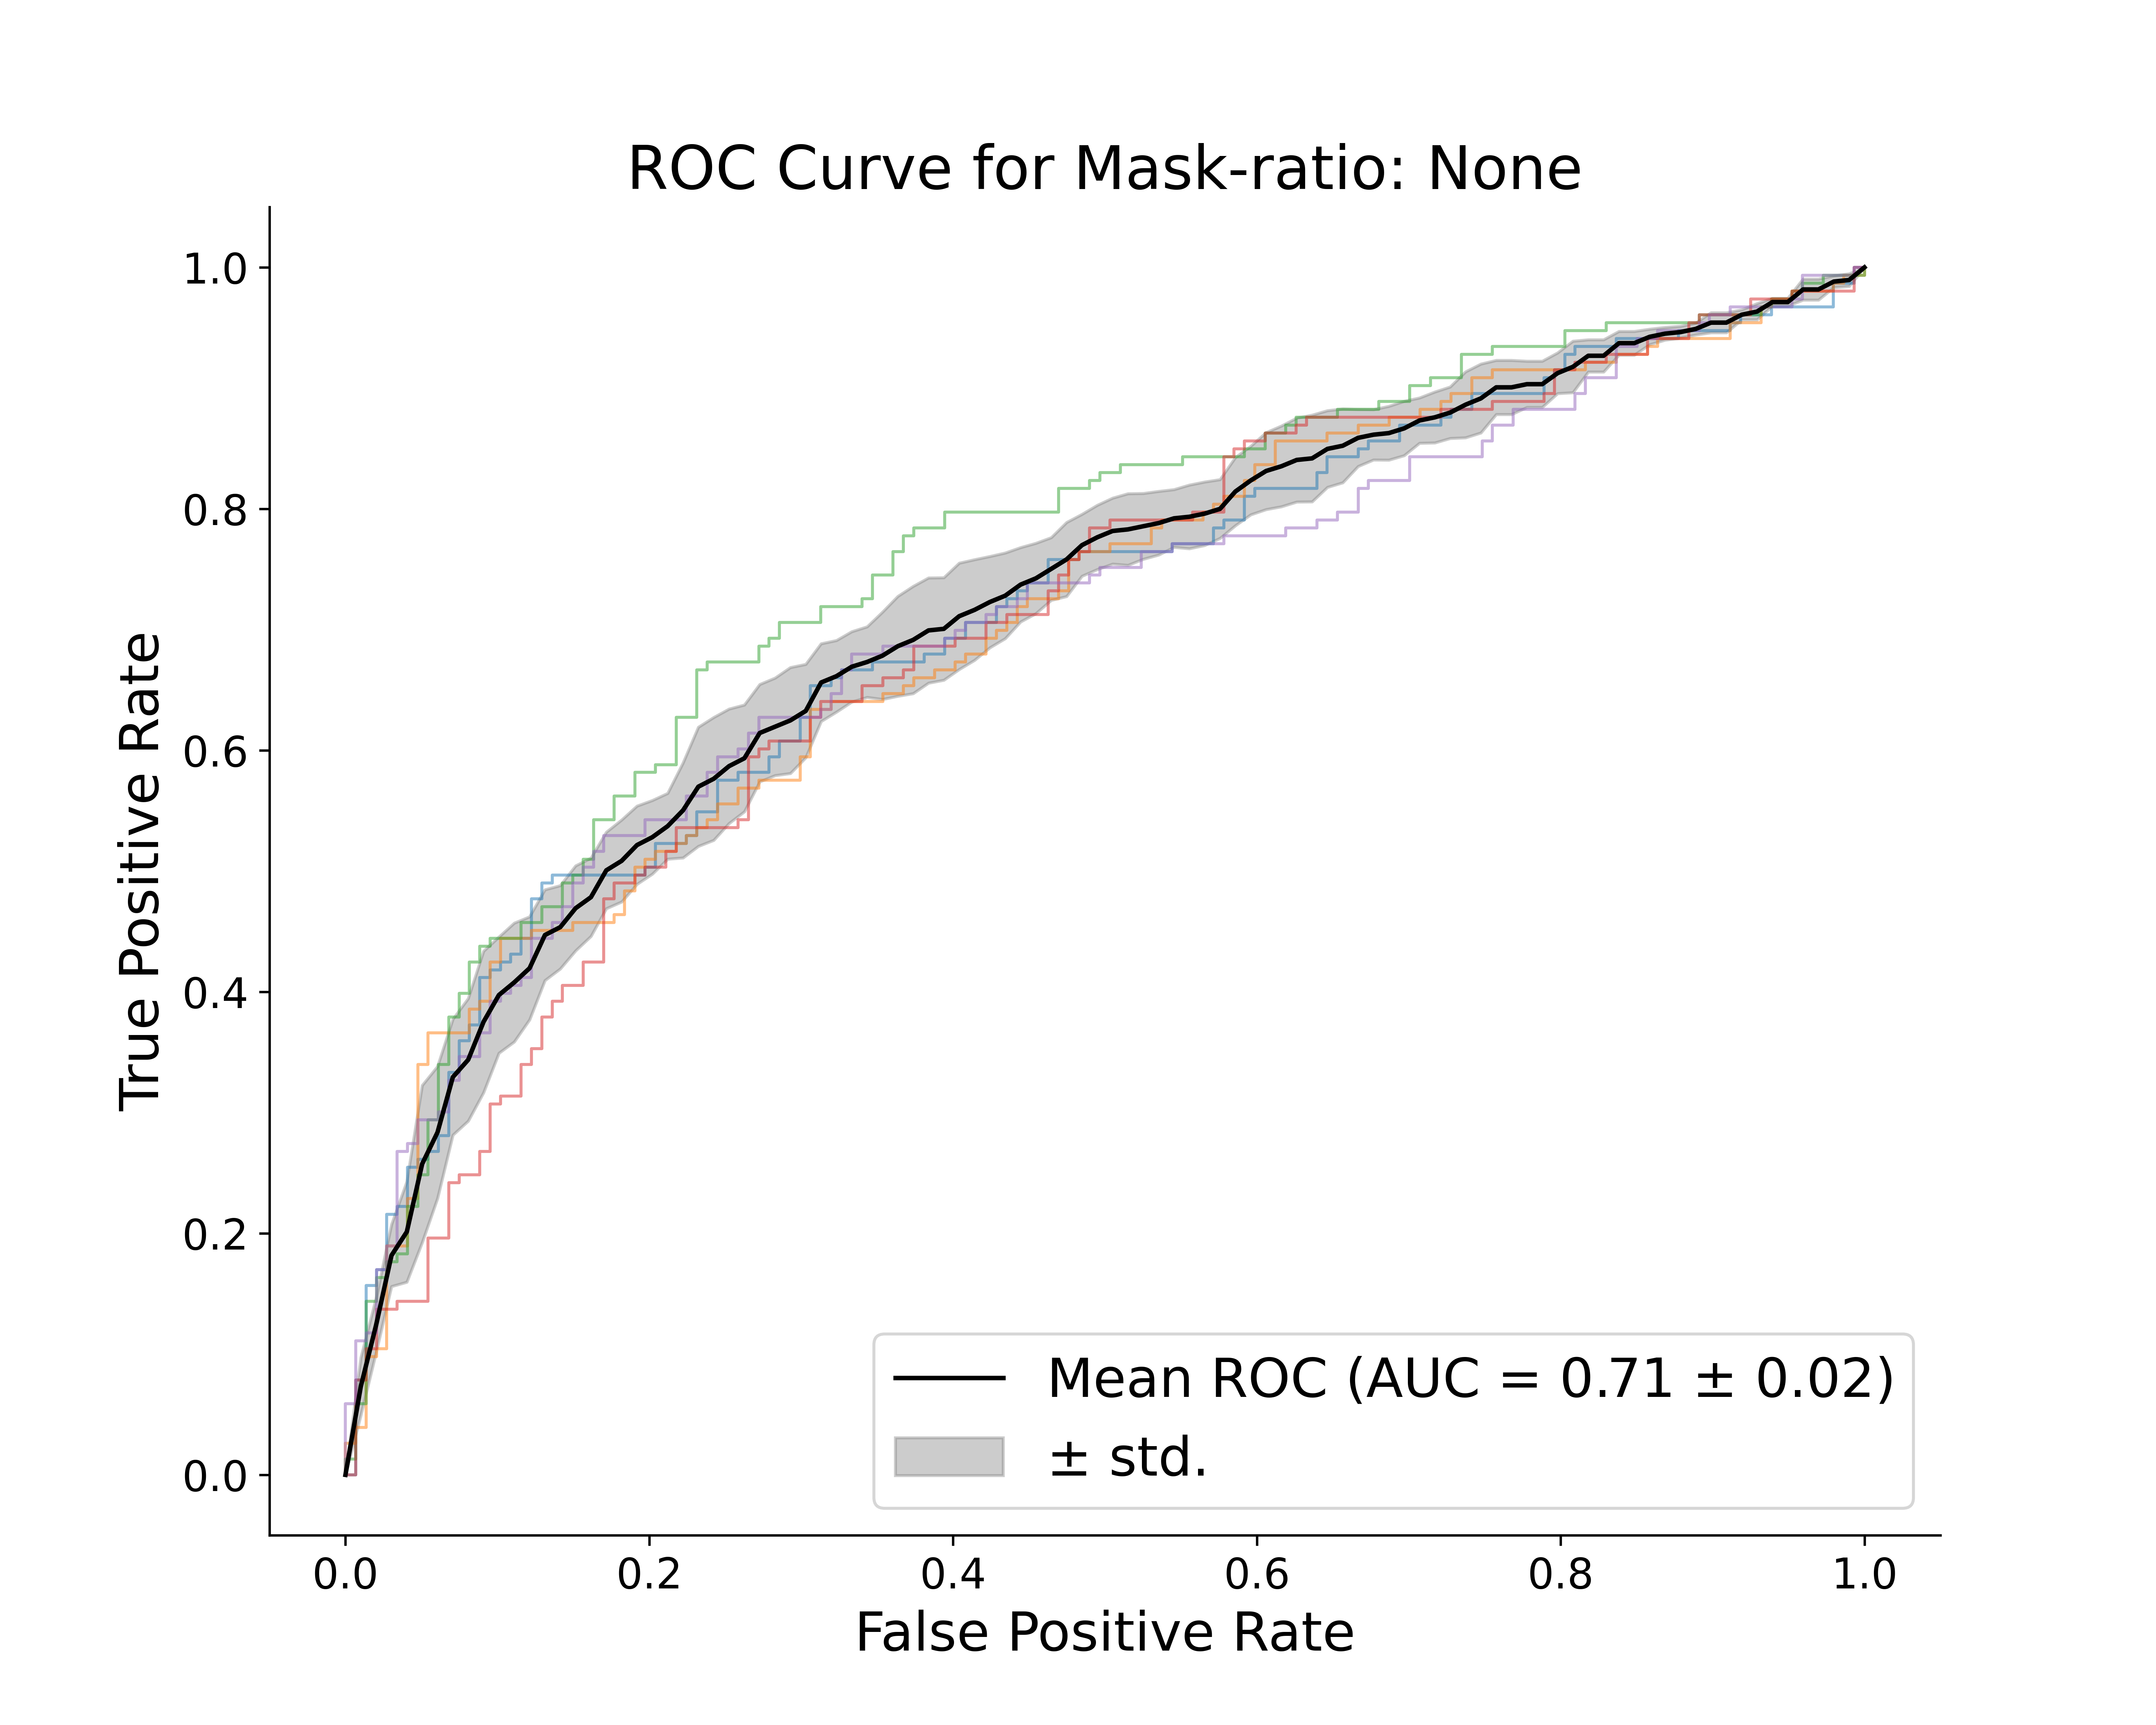 ROC Curve for Mask-ratio: None
True Positive Rate
1.0
0.8
0.6
0.4
0.2
0.0
Mean ROC (AUC = 0.71 ± 0.02)
± std.
0.0 0.2 0.4 0.6 0.8 1.0
False Positive Rate